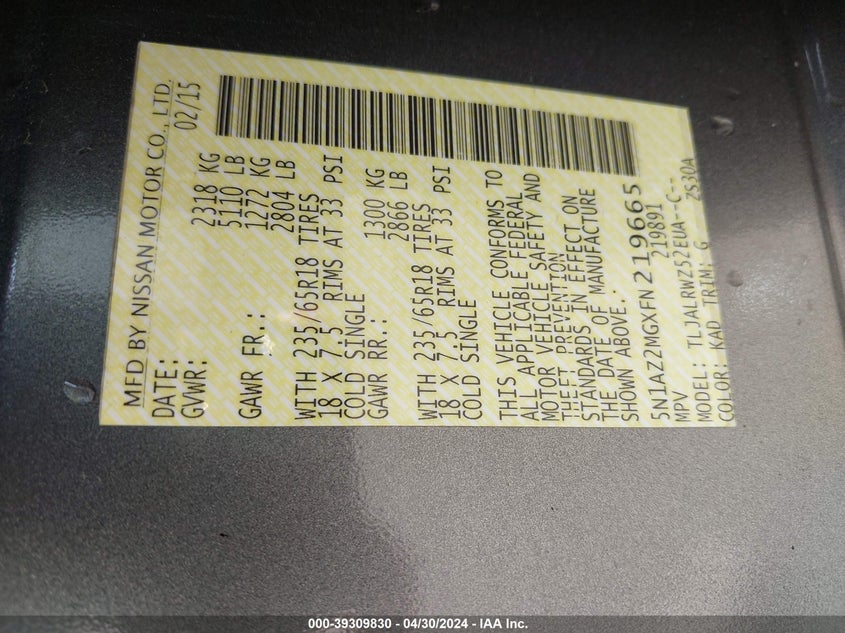 MFD BY NISSAN MOTOR CO., LTD.
DATE: 02/15
GVWR: 2318 KG
5110 LB
GAWR FR.: 1272 KG
2804 LB
WITH 235/65R18 TIRES
18 X 7.5 RIMS AT 33 PSI
COLD SINGLE
GAWR RR.: 1300 KG
2866 LB
WITH 235/65R18 TIRES
18 X 7.5 RIMS AT 33 PSI
COLD SINGLE
THIS VEHICLE CONFORMS TO
ALL APPLICABLE FEDERAL
MOTOR VEHICLE SAFETY AND
THEFT PREVENTION
STANDARDS IN EFFECT ON
THE DATE OF MANUFACTURE
SHOWN ABOVE.
5N1AZ2MGXFN219665
MPV 219891
MODEL: TLJALRWZ52EUA--C--
COLOR: KAD TRIM: G ZS30A
000-39309830 - 04/30/2024 - IAA Inc.